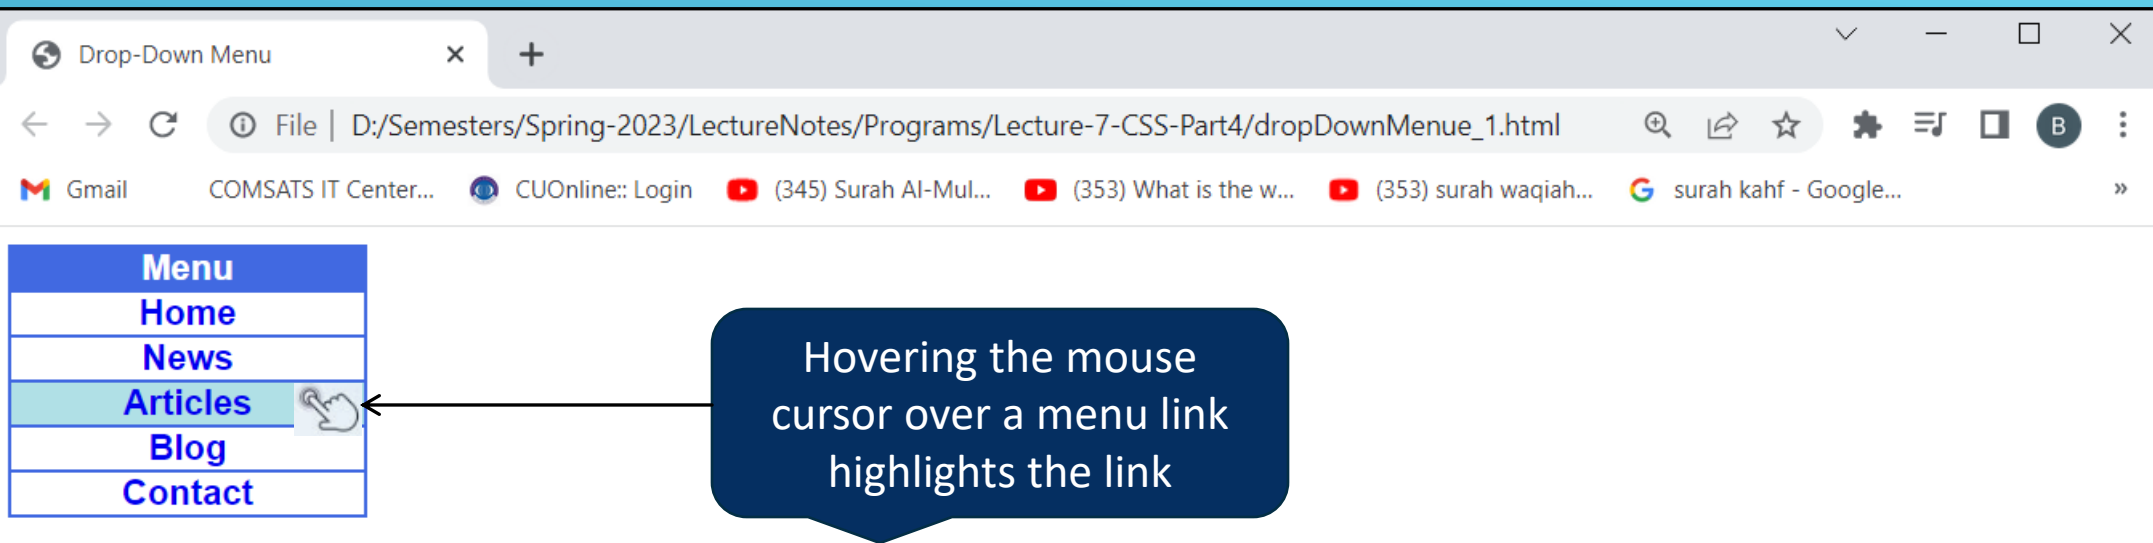 Drop-Down Menu
File | D:/Semesters/Spring-2023/LectureNotes/Programs/Lecture-7-CSS-Part4/dropDownMenue_1.html B
Gmail COMSATS IT Center... CUOnline:: Login (345) Surah Al-Mul... (353) What is the w... (353) surah waqiah... surah kahf - Google... »
Menu
Home
News
Articles
Blog
Contact
Hovering the mouse
cursor over a menu link
highlights the link